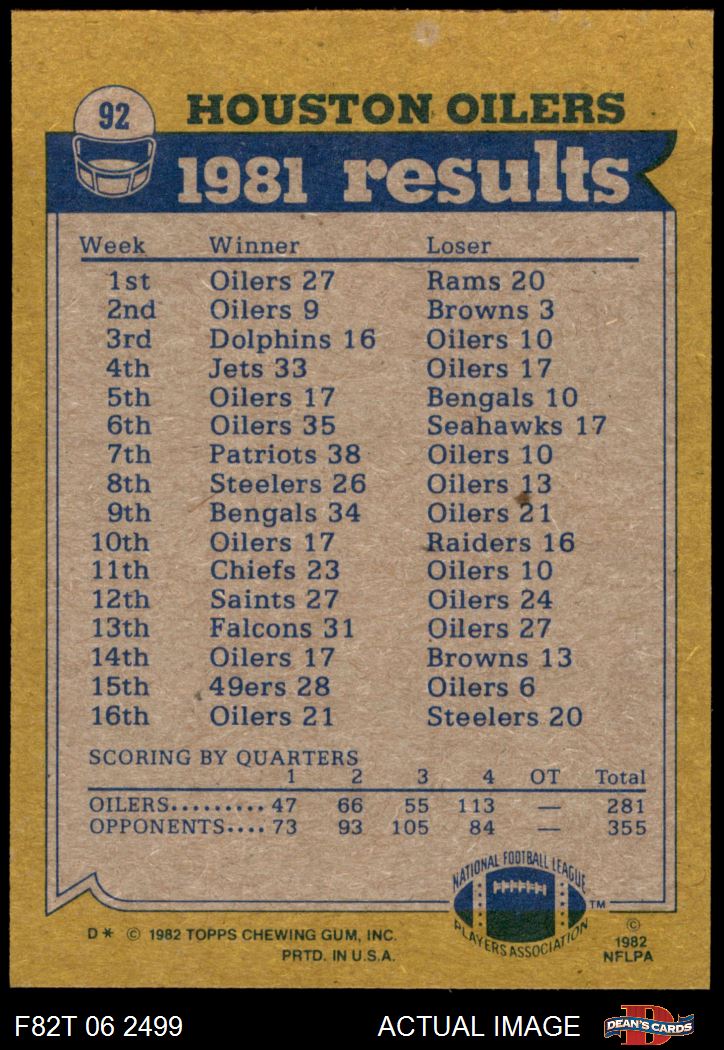 92
HOUSTON OILERS
1981 results
Week Winner Loser
1st Oilers 27 Rams 20
2nd Oilers 9 Browns 3
3rd Dolphins 16 Oilers 10
4th Jets 33 Oilers 17
5th Oilers 17 Bengals 10
6th Oilers 35 Seahawks 17
7th Patriots 38 Oilers 10
8th Steelers 26 Oilers 13
9th Bengals 34 Oilers 21
10th Oilers 17 Raiders 16
11th Chiefs 23 Oilers 10
12th Saints 27 Oilers 24
13th Falcons 31 Oilers 27
14th Oilers 17 Browns 13
15th 49ers 28 Oilers 6
16th Oilers 21 Steelers 20
SCORING BY QUARTERS
1 2 3 4 OT Total
OILERS......... 47 66 55 113 — 281
OPPONENTS.... 73 93 105 84 — 355
NATIONAL FOOTBALL LEAGUE
PLAYERS ASSOCIATION
TM
D* © 1982 TOPPS CHEWING GUM, INC.
PRTD. IN U.S.A.
©
1982
NFLPA
F82T 06 2499 ACTUAL IMAGE
D
DEAN'S CARDS